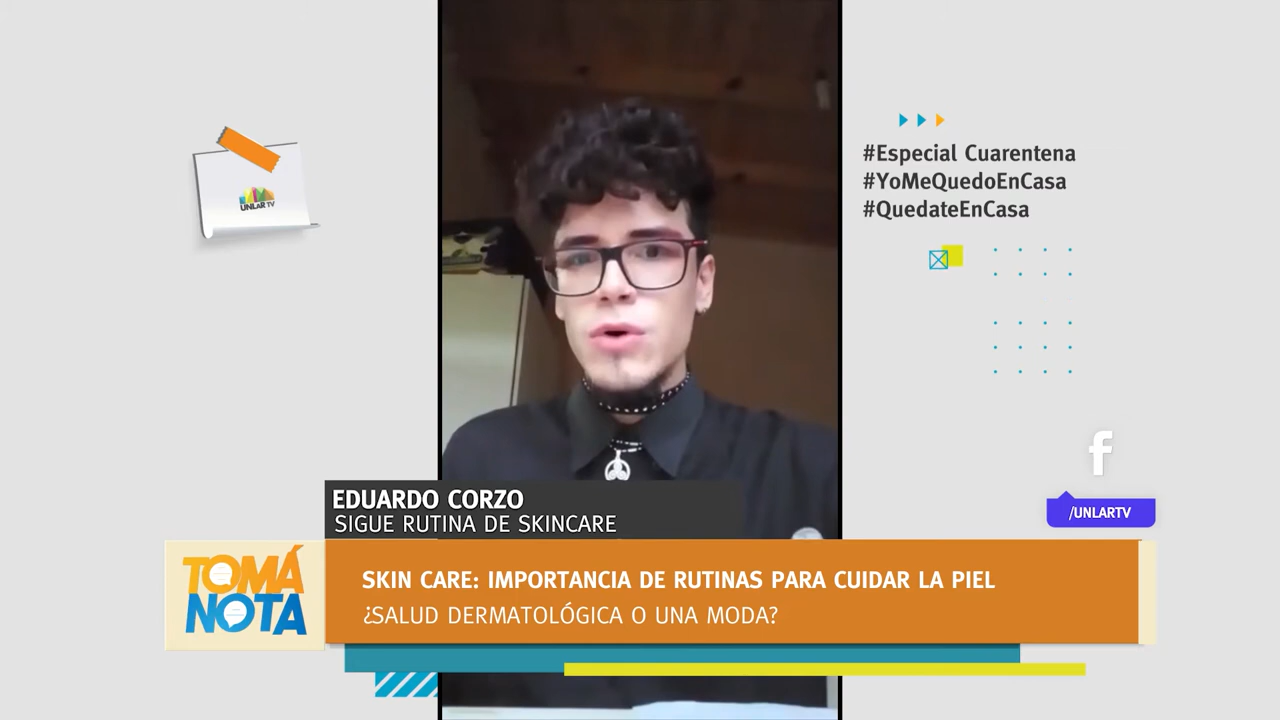 UNLAR TV
#Especial Cuarentena
#YoMeQuedoEnCasa
#QuedateEnCasa
f
/UNLARTV
EDUARDO CORZO
SIGUE RUTINA DE SKINCARE
TOMÁ
NOTA
SKIN CARE: IMPORTANCIA DE RUTINAS PARA CUIDAR LA PIEL
¿SALUD DERMATOLÓGICA O UNA MODA?